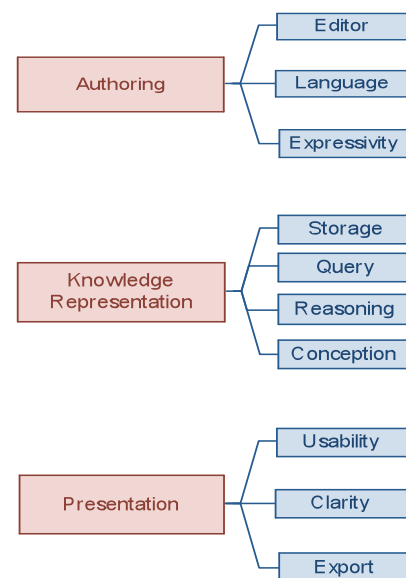 Authoring
Editor
Language
Expressivity
Knowledge
Representation
Storage
Query
Reasoning
Conception
Presentation
Usability
Clarity
Export